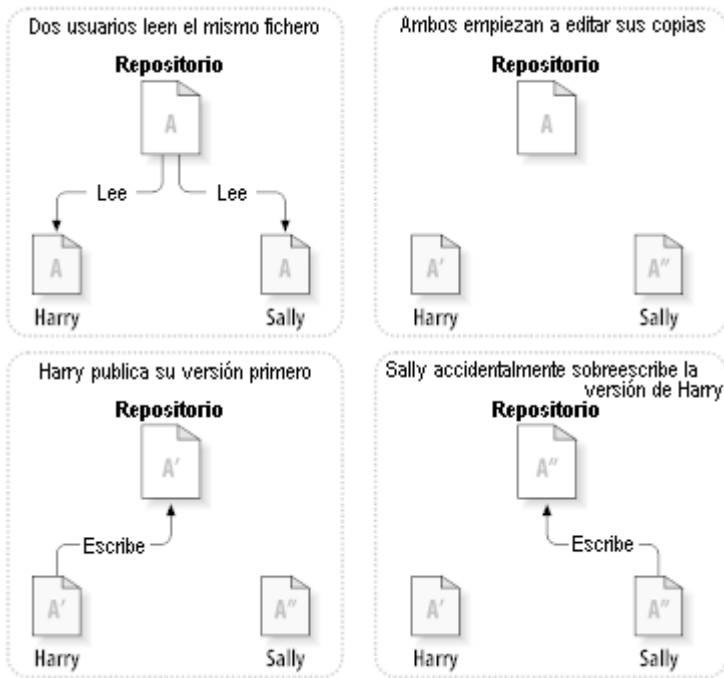 Dos usuarios leen el mismo fichero
Repositorio
A
Lee
Lee
A
A
Harry
Sally
Ambos empiezan a editar sus copias
Repositorio
A
A′
A″
Harry
Sally
Harry publica su versión primero
Repositorio
A′
Escribe
A′
A″
Harry
Sally
Sally accidentalmente sobreescribe la
versión de Harry
Repositorio
A″
Escribe
A′
A″
Harry
Sally